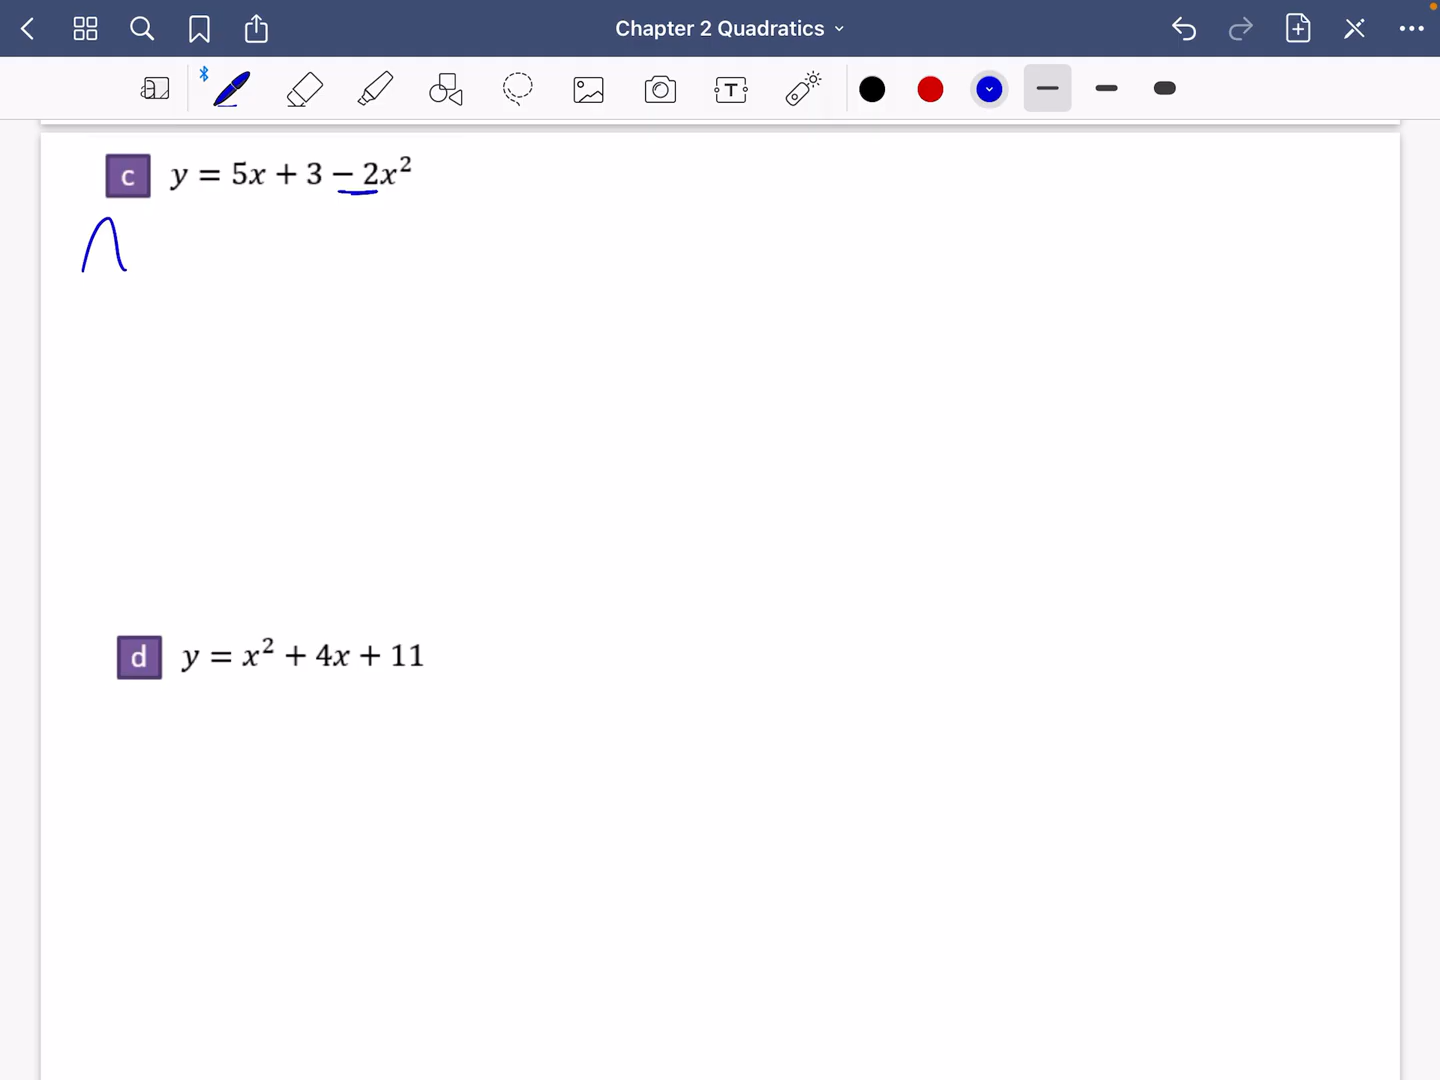 Chapter 2 Quadratics
a
T
c y = 5x + 3 − 2x²
d y = x² + 4x + 11